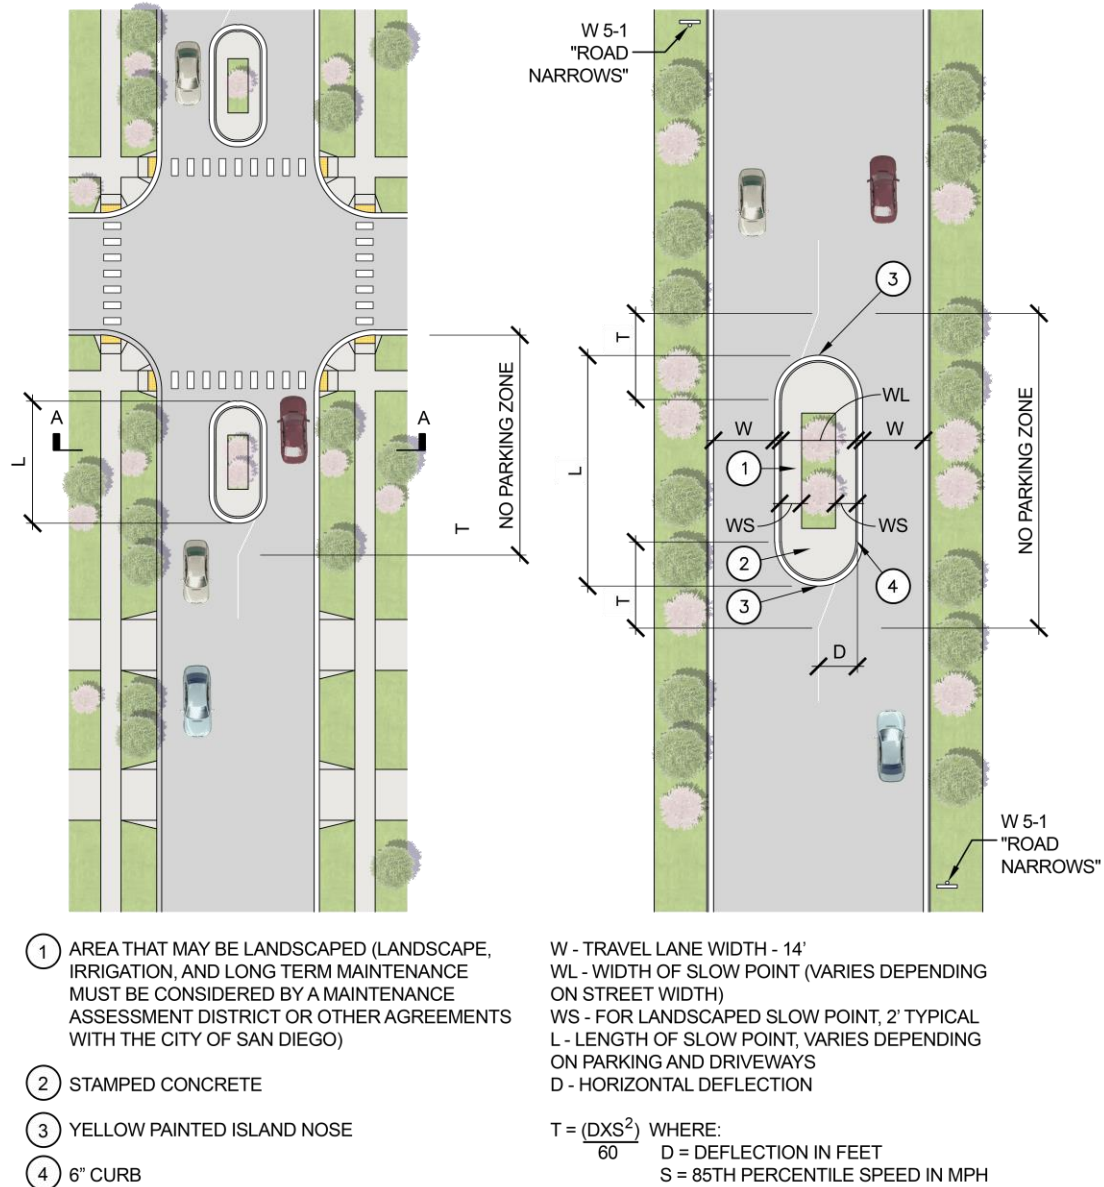 A
A
L
T
NO PARKING ZONE
W 5-1
"ROAD
NARROWS"
3
T
WL
W
W
1
L
WS
WS
2
3
4
T
D
NO PARKING ZONE
W 5-1
"ROAD
NARROWS"
1 AREA THAT MAY BE LANDSCAPED (LANDSCAPE,
IRRIGATION, AND LONG TERM MAINTENANCE
MUST BE CONSIDERED BY A MAINTENANCE
ASSESSMENT DISTRICT OR OTHER AGREEMENTS
WITH THE CITY OF SAN DIEGO)
2 STAMPED CONCRETE
3 YELLOW PAINTED ISLAND NOSE
4 6" CURB
W - TRAVEL LANE WIDTH - 14'
WL - WIDTH OF SLOW POINT (VARIES DEPENDING
ON STREET WIDTH)
WS - FOR LANDSCAPED SLOW POINT, 2' TYPICAL
L - LENGTH OF SLOW POINT, VARIES DEPENDING
ON PARKING AND DRIVEWAYS
D - HORIZONTAL DEFLECTION
T = (DXS²) WHERE:
60
D = DEFLECTION IN FEET
S = 85TH PERCENTILE SPEED IN MPH